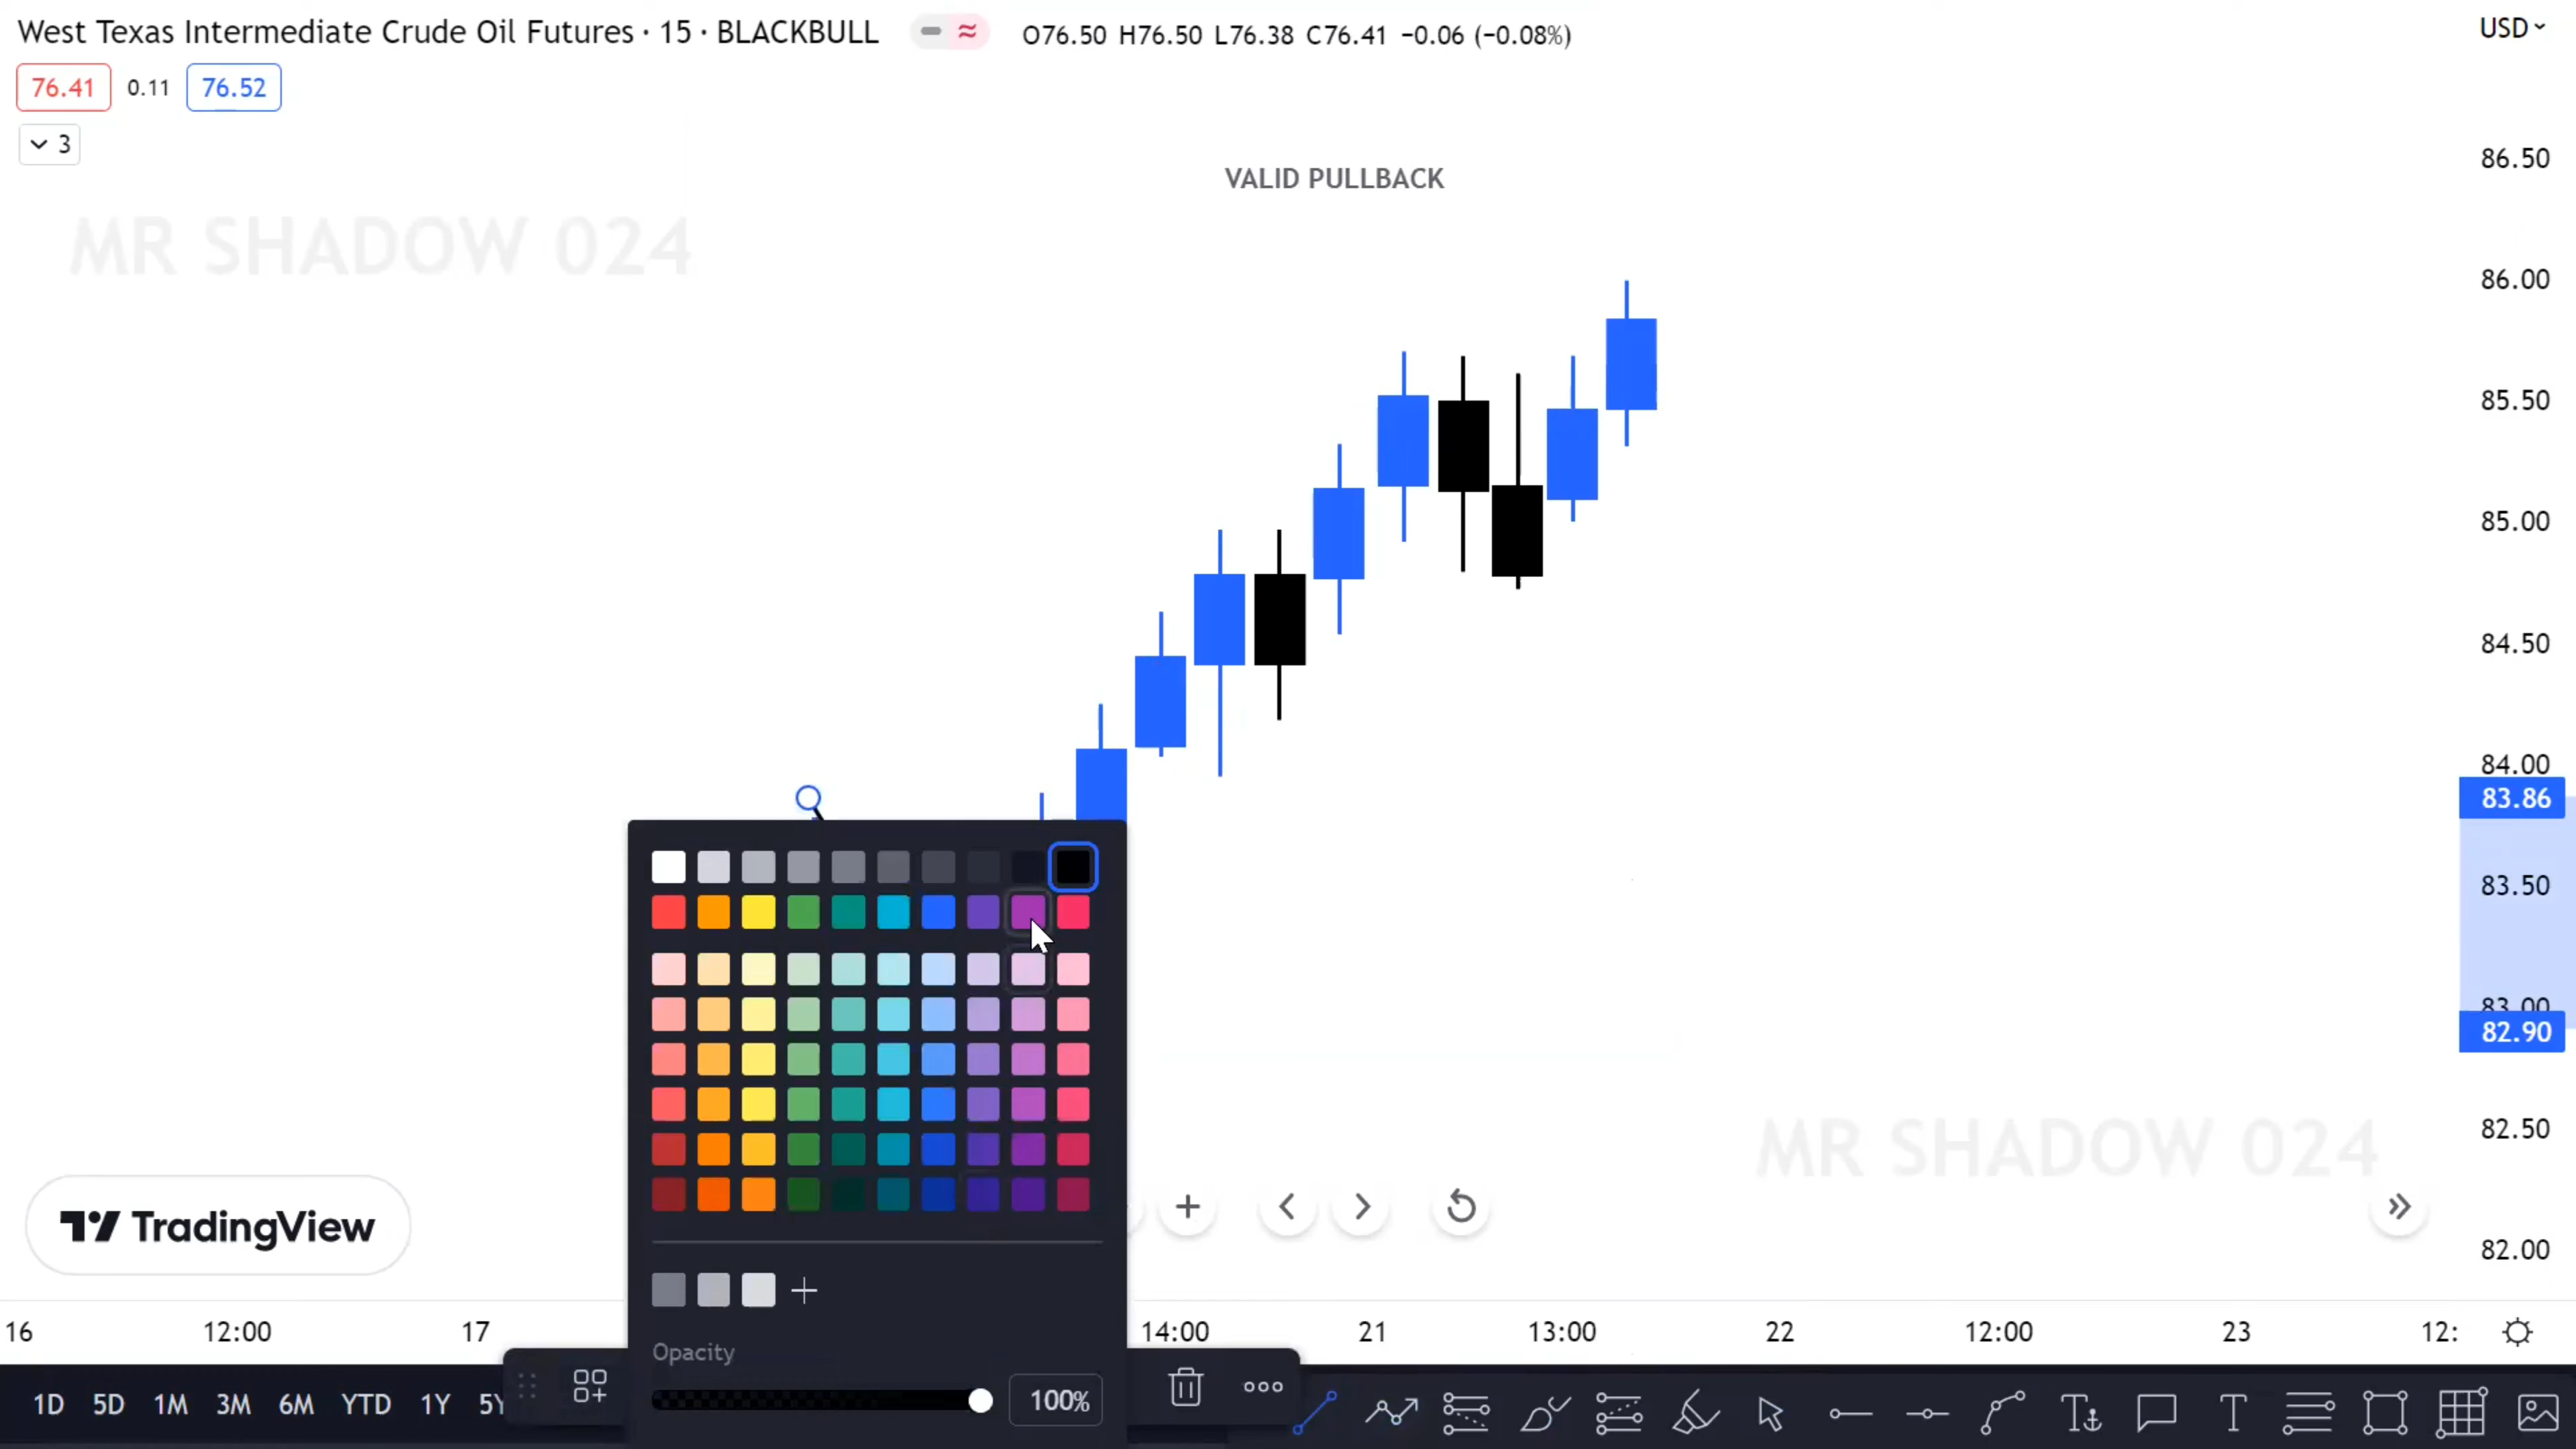 West Texas Intermediate Crude Oil Futures · 15 · BLACKBULL
O76.50 H76.50 L76.38 C76.41 −0.06 (−0.08%)
USD
76.41 0.11 76.52
3
VALID PULLBACK
MR SHADOW 024
86.50
86.00
85.50
85.00
84.50
84.00
83.86
83.50
83.00
82.90
82.50
82.00
MR SHADOW 024
TradingView
16 12:00 17 14:00 21 13:00 22 12:00 23 12:
Opacity
100%
1D 5D 1M 3M 6M YTD 1Y 5Y